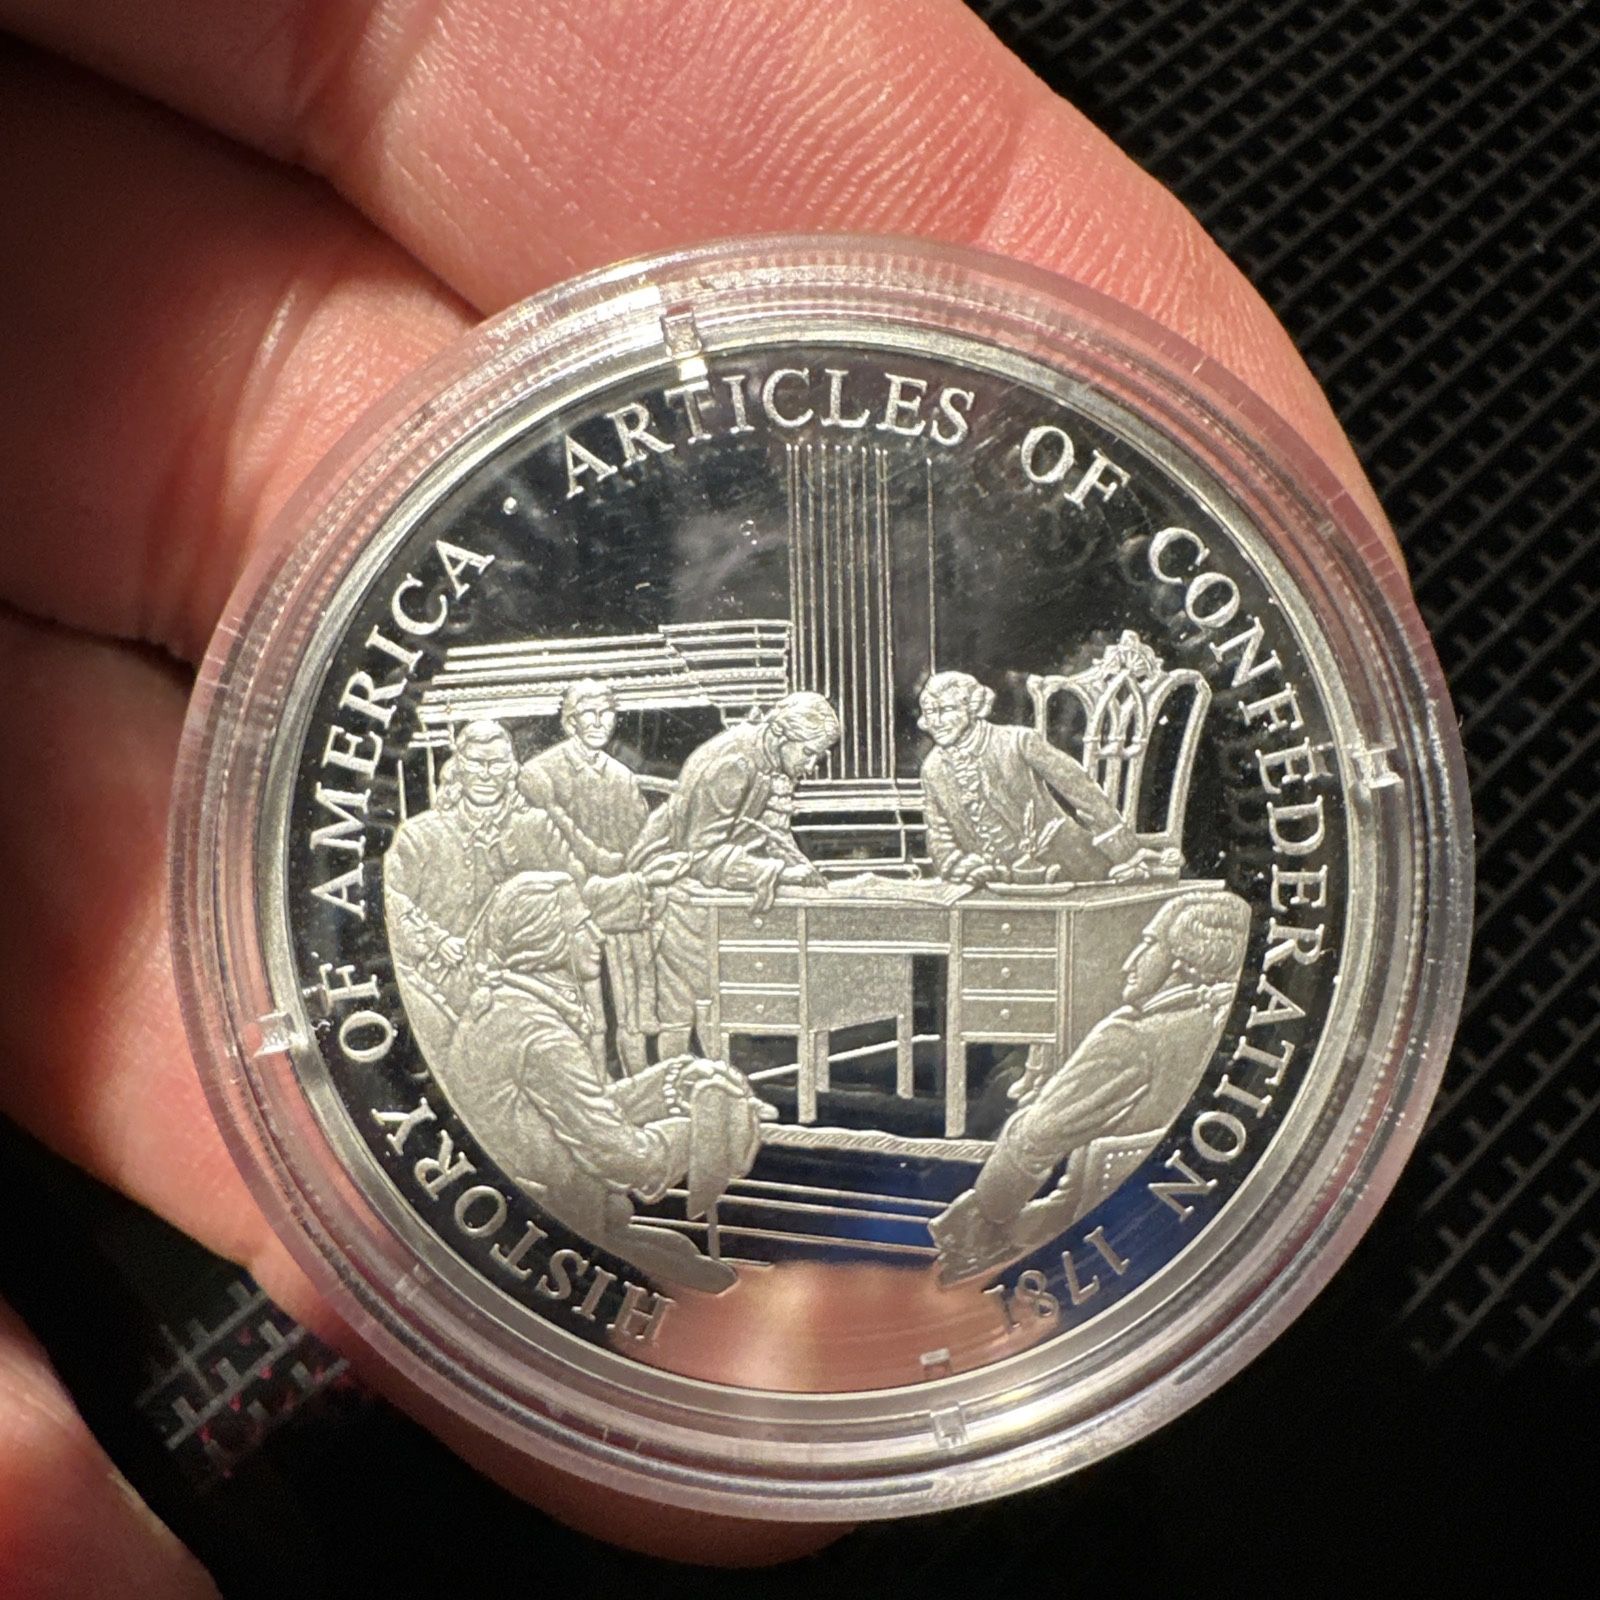 HISTORY OF AMERICA · ARTICLES OF CONFEDERATION 1781